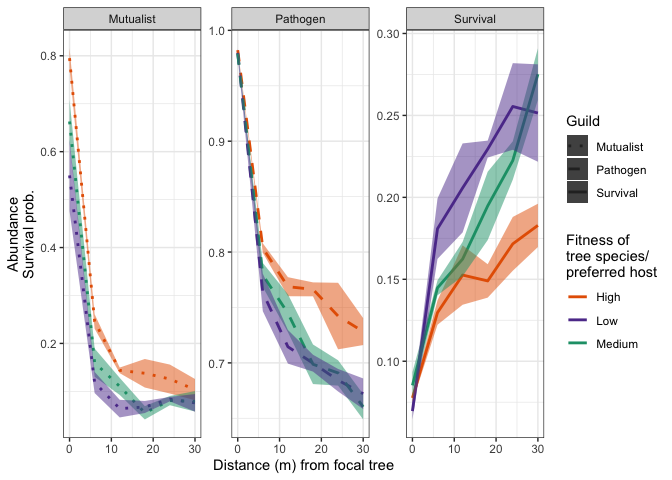 Mutualist
Pathogen
Survival
0.8
0.6
0.4
0.2
1.0
0.9
0.8
0.7
0.30
0.25
0.20
0.15
0.10
0 10 20 30
0 10 20 30
0 10 20 30
Abundance
Survival prob.
Distance (m) from focal tree
Guild
Mutualist
Pathogen
Survival
Fitness of
tree species/
preferred host
High
Low
Medium